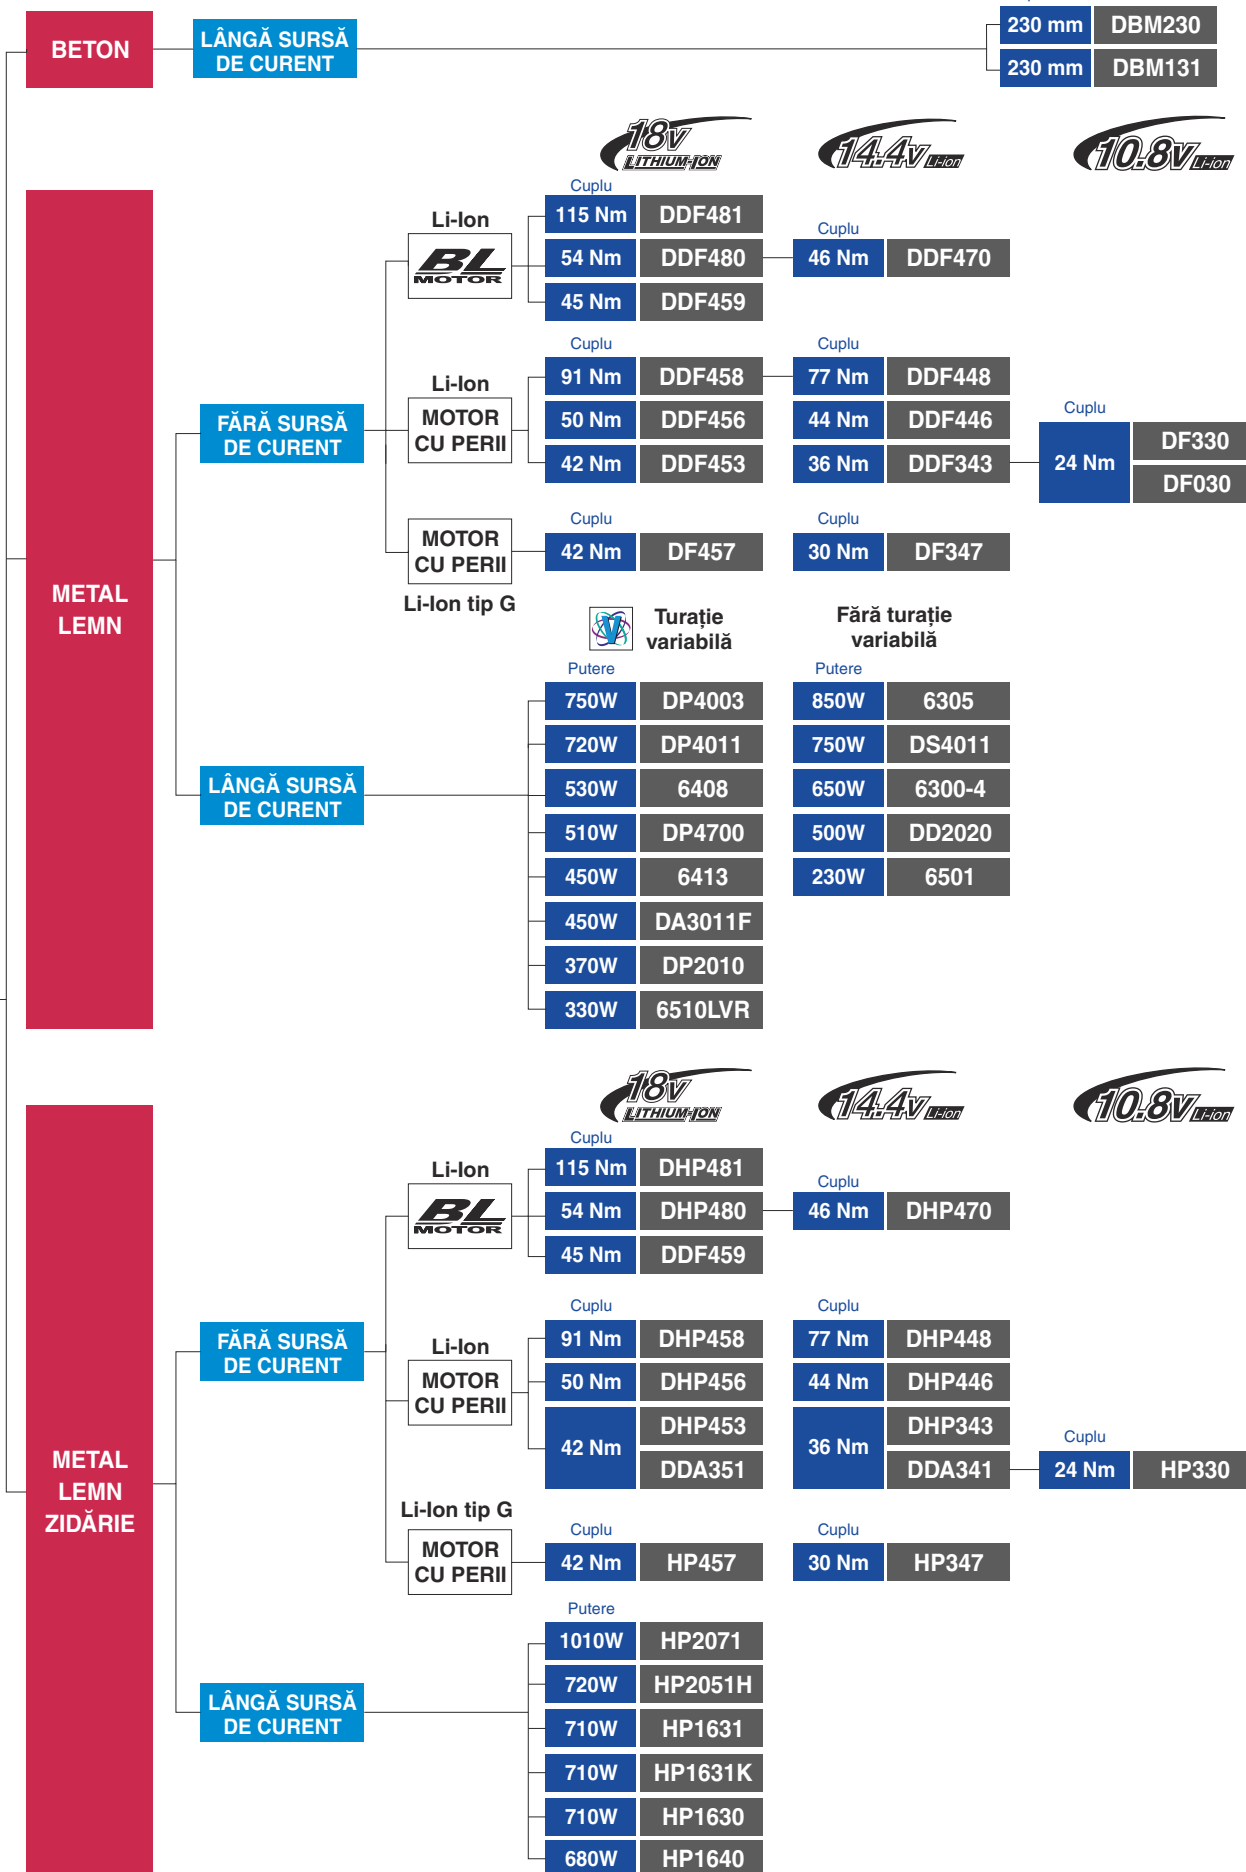 BETON
LÂNGĂ SURSĂ
DE CURENT
230 mm DBM230
230 mm DBM131
18V
LITHIUM-ION
14.4V Li-ion
10.8V Li-ion
METAL
LEMN
FĂRĂ SURSĂ
DE CURENT
Li-Ion
BL
MOTOR
Cuplu
115 Nm DDF481
54 Nm DDF480
45 Nm DDF459
Cuplu
46 Nm DDF470
Li-Ion
MOTOR
CU PERII
Cuplu
91 Nm DDF458
50 Nm DDF456
42 Nm DDF453
Cuplu
77 Nm DDF448
44 Nm DDF446
36 Nm DDF343
Cuplu
24 Nm
DF330
DF030
MOTOR
CU PERII
Li-Ion tip G
Cuplu
42 Nm DF457
Cuplu
30 Nm DF347
LÂNGĂ SURSĂ
DE CURENT
V
Turație
variabilă
Putere
750W DP4003
720W DP4011
530W 6408
510W DP4700
450W 6413
450W DA3011F
370W DP2010
330W 6510LVR
Fără turație
variabilă
Putere
850W 6305
750W DS4011
650W 6300-4
500W DD2020
230W 6501
18V
LITHIUM-ION
14.4V Li-ion
10.8V Li-ion
METAL
LEMN
ZIDĂRIE
FĂRĂ SURSĂ
DE CURENT
Li-Ion
BL
MOTOR
Cuplu
115 Nm DHP481
54 Nm DHP480
45 Nm DDF459
Cuplu
46 Nm DHP470
Li-Ion
MOTOR
CU PERII
Cuplu
91 Nm DHP458
50 Nm DHP456
42 Nm
DHP453
DDA351
Cuplu
77 Nm DHP448
44 Nm DHP446
36 Nm
DHP343
DDA341
Cuplu
24 Nm HP330
Li-Ion tip G
MOTOR
CU PERII
Cuplu
42 Nm HP457
Cuplu
30 Nm HP347
LÂNGĂ SURSĂ
DE CURENT
Putere
1010W HP2071
720W HP2051H
710W HP1631
710W HP1631K
710W HP1630
680W HP1640